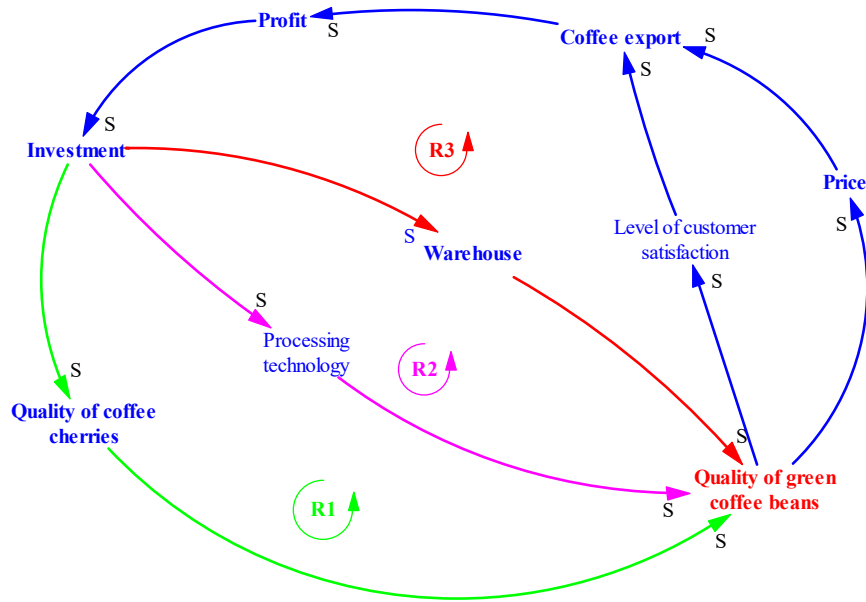 Profit
S
Coffee export
S
S
S
Investment
R3
Price
S
Level of customer
satisfaction
S
Warehouse
S
S
Processing
technology
R2
S
Quality of coffee
cherries
S
Quality of green
coffee beans
R1
S
S